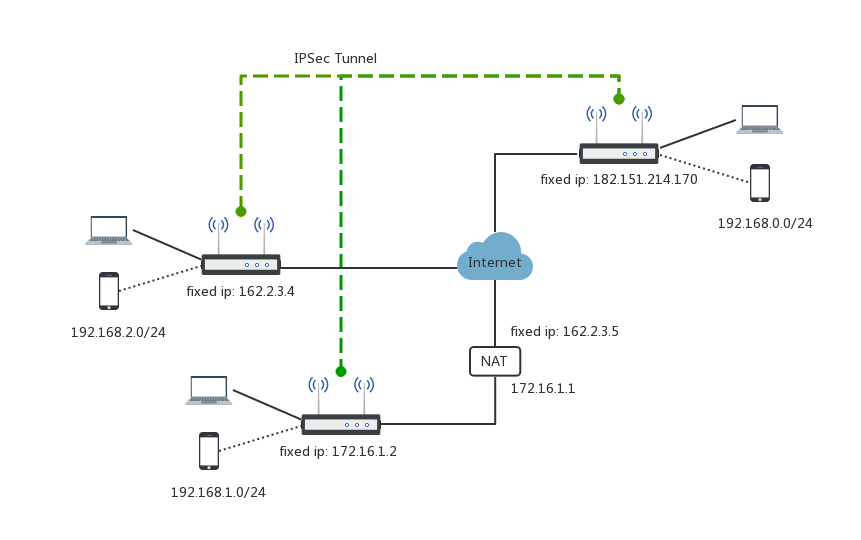 IPSec Tunnel
fixed ip: 182.151.214.170
192.168.0.0/24
Internet
fixed ip: 162.2.3.4
192.168.2.0/24
fixed ip: 162.2.3.5
NAT
172.16.1.1
fixed ip: 172.16.1.2
192.168.1.0/24